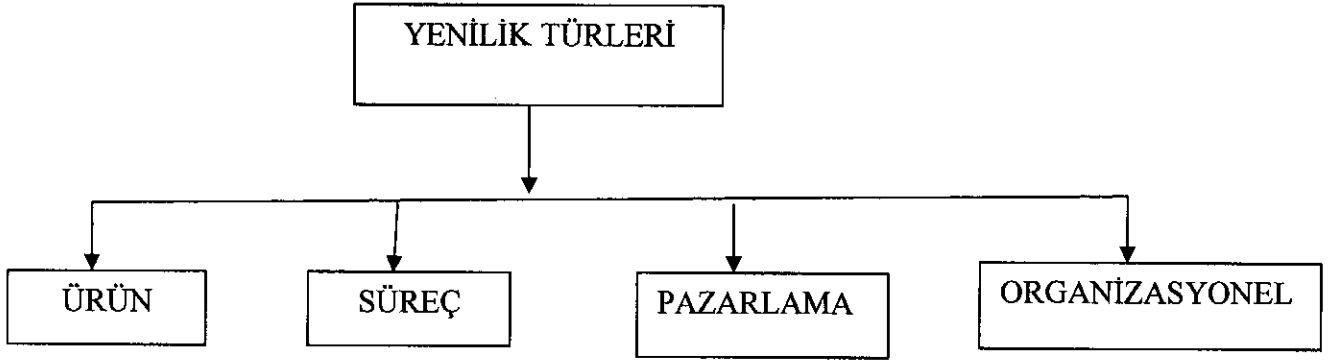 YENİLİK TÜRLERİ
ÜRÜN
SÜREÇ
PAZARLAMA
ORGANİZASYONEL